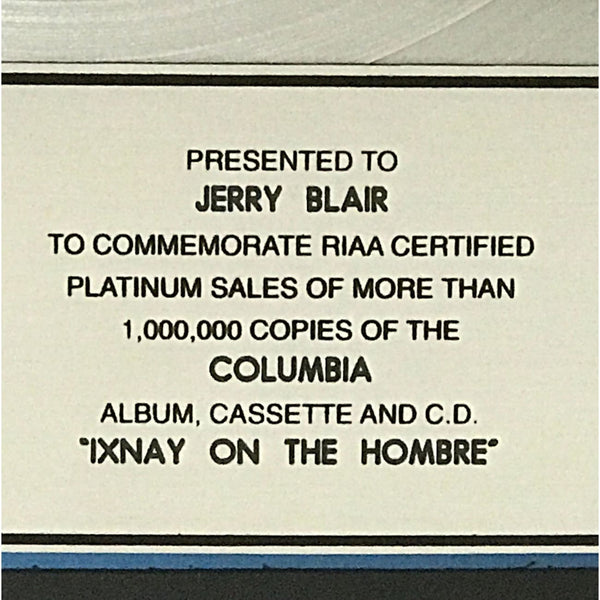 PRESENTED TO
JERRY BLAIR
TO COMMEMORATE RIAA CERTIFIED
PLATINUM SALES OF MORE THAN
1,000,000 COPIES OF THE
COLUMBIA
ALBUM, CASSETTE AND C.D.
"IXNAY ON THE HOMBRE"